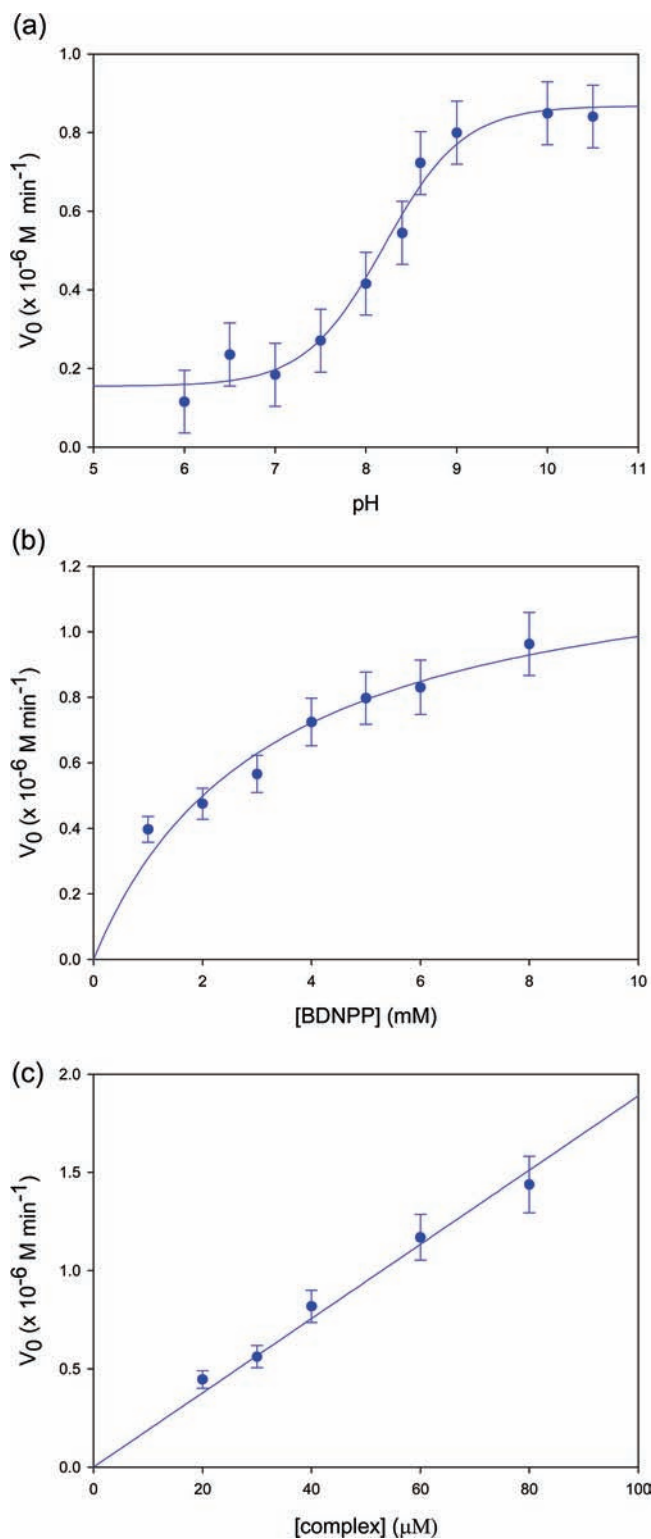 (a)
1.0
0.8
0.6
0.4
0.2
0.0
V0 (x 10⁻⁶ M min⁻¹)
5 6 7 8 9 10 11
pH
(b)
1.2
1.0
0.8
0.6
0.4
0.2
0.0
V0 (x 10⁻⁶ M min⁻¹)
0 2 4 6 8 10
[BDNPP] (mM)
(c)
2.0
1.5
1.0
0.5
0.0
V0 (x 10⁻⁶ M min⁻¹)
0 20 40 60 80 100
[complex] (μM)